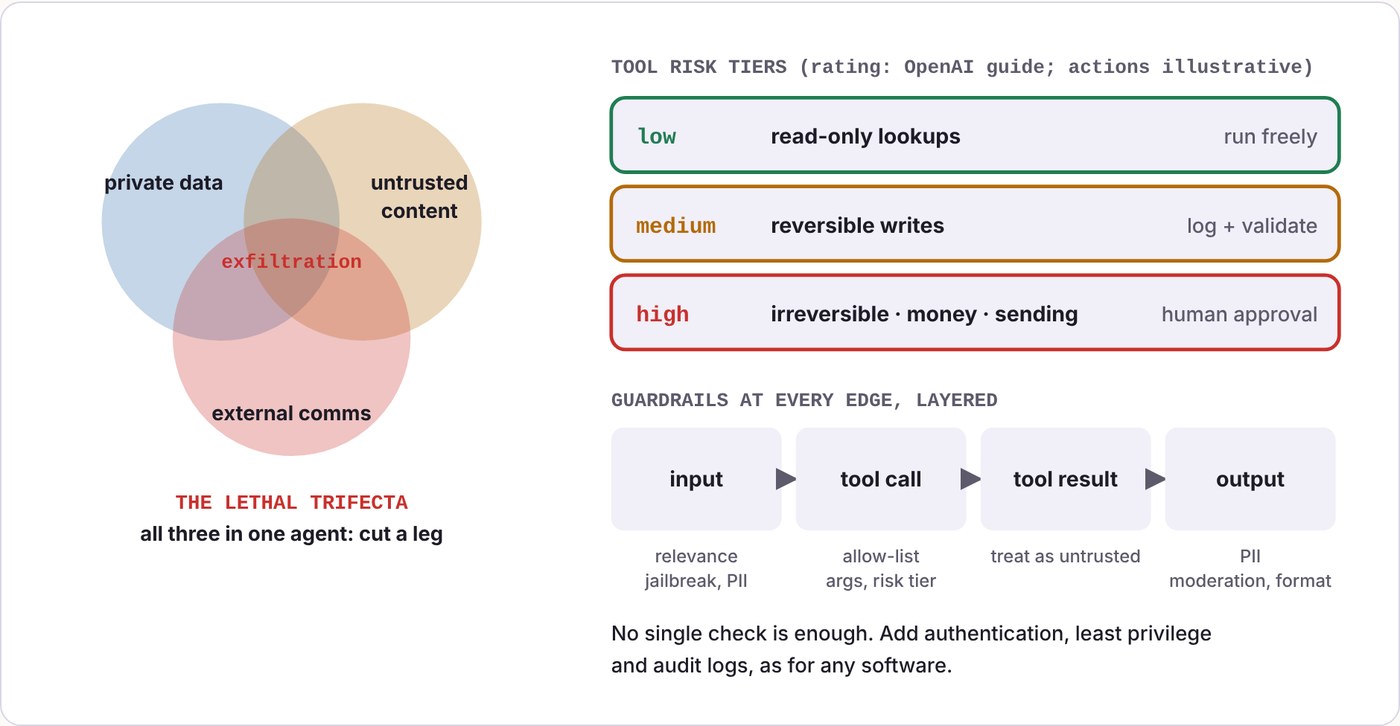 private data
untrusted
content
exfiltration
external comms
THE LETHAL TRIFECTA
all three in one agent: cut a leg
TOOL RISK TIERS (rating: OpenAI guide; actions illustrative)
low read-only lookups run freely
medium reversible writes log + validate
high irreversible · money · sending human approval
GUARDRAILS AT EVERY EDGE, LAYERED
input tool call tool result output
relevance allow-list treat as untrusted PII
jailbreak, PII args, risk tier moderation, format
No single check is enough. Add authentication, least privilege
and audit logs, as for any software.